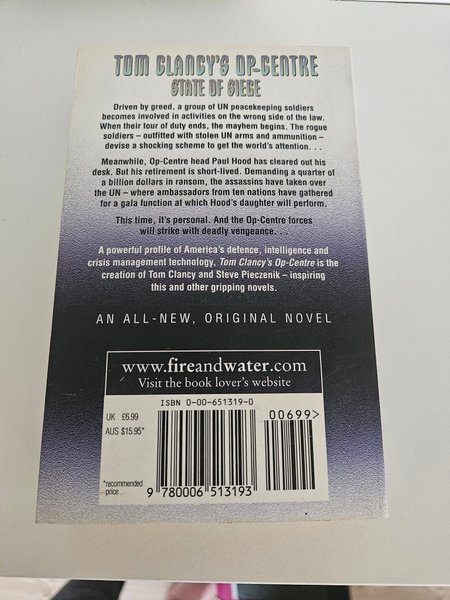 TOM CLANCY'S OP-CENTRE
STATE OF SIEGE
Driven by greed, a group of UN peacekeeping soldiers
becomes involved in activities on the wrong side of the law.
When their tour of duty ends, the mayhem begins. The rogue
soldiers – outfitted with stolen UN arms and ammunition –
devise a shocking scheme to get the world's attention. . .
Meanwhile, Op-Centre head Paul Hood has cleared out his
desk. But his retirement is short-lived. Demanding a quarter of
a billion dollars in ransom, the assassins have taken over
the UN – where ambassadors from ten nations have gathered
for a gala function at which Hood's daughter will perform.
This time, it's personal. And the Op-Centre forces
will strike with deadly vengeance. . .
A powerful profile of America's defence, intelligence and
crisis management technology, Tom Clancy's Op-Centre is the
creation of Tom Clancy and Steve Pieczenik – inspiring
this and other gripping novels.
AN ALL-NEW, ORIGINAL NOVEL
www.fireandwater.com
Visit the book lover's website
ISBN 0-00-651319-0
UK £6.99
AUS $15.95*
00699>
*recommended
price
9 780006 513193